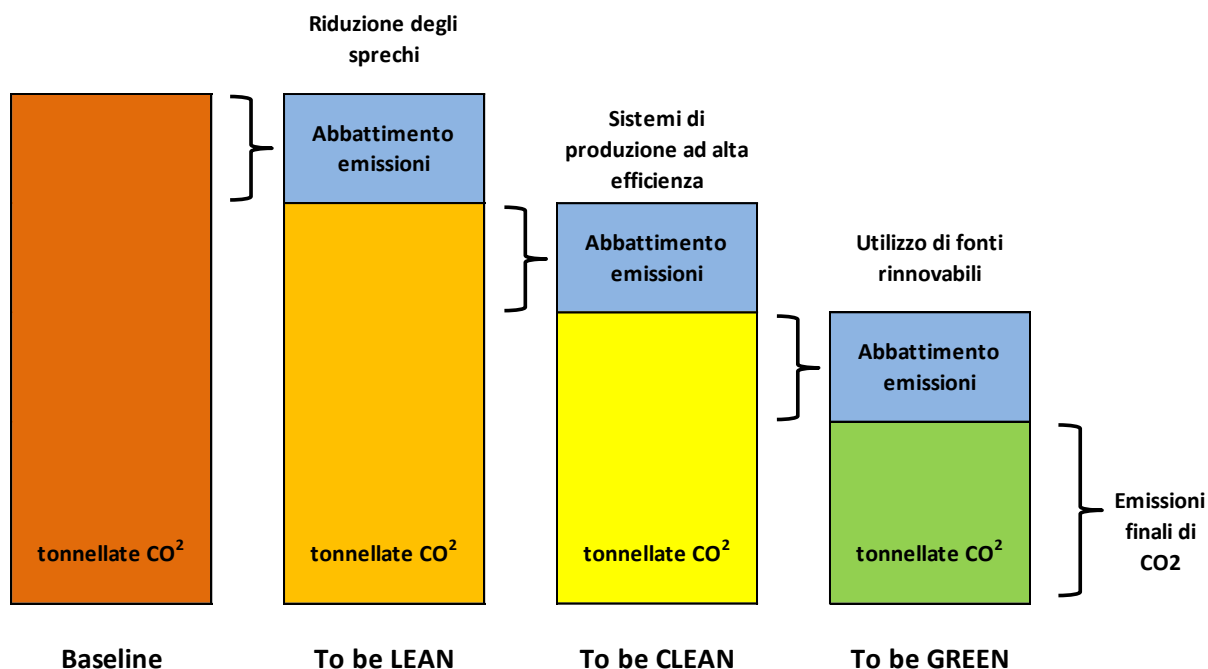 Riduzione degli
sprechi
Abbattimento
emissioni
Sistemi di
produzione ad alta
efficienza
Abbattimento
emissioni
Utilizzo di fonti
rinnovabili
Abbattimento
emissioni
tonnellate CO²
tonnellate CO²
tonnellate CO²
tonnellate CO²
Emissioni
finali di
CO2
Baseline
To be LEAN
To be CLEAN
To be GREEN